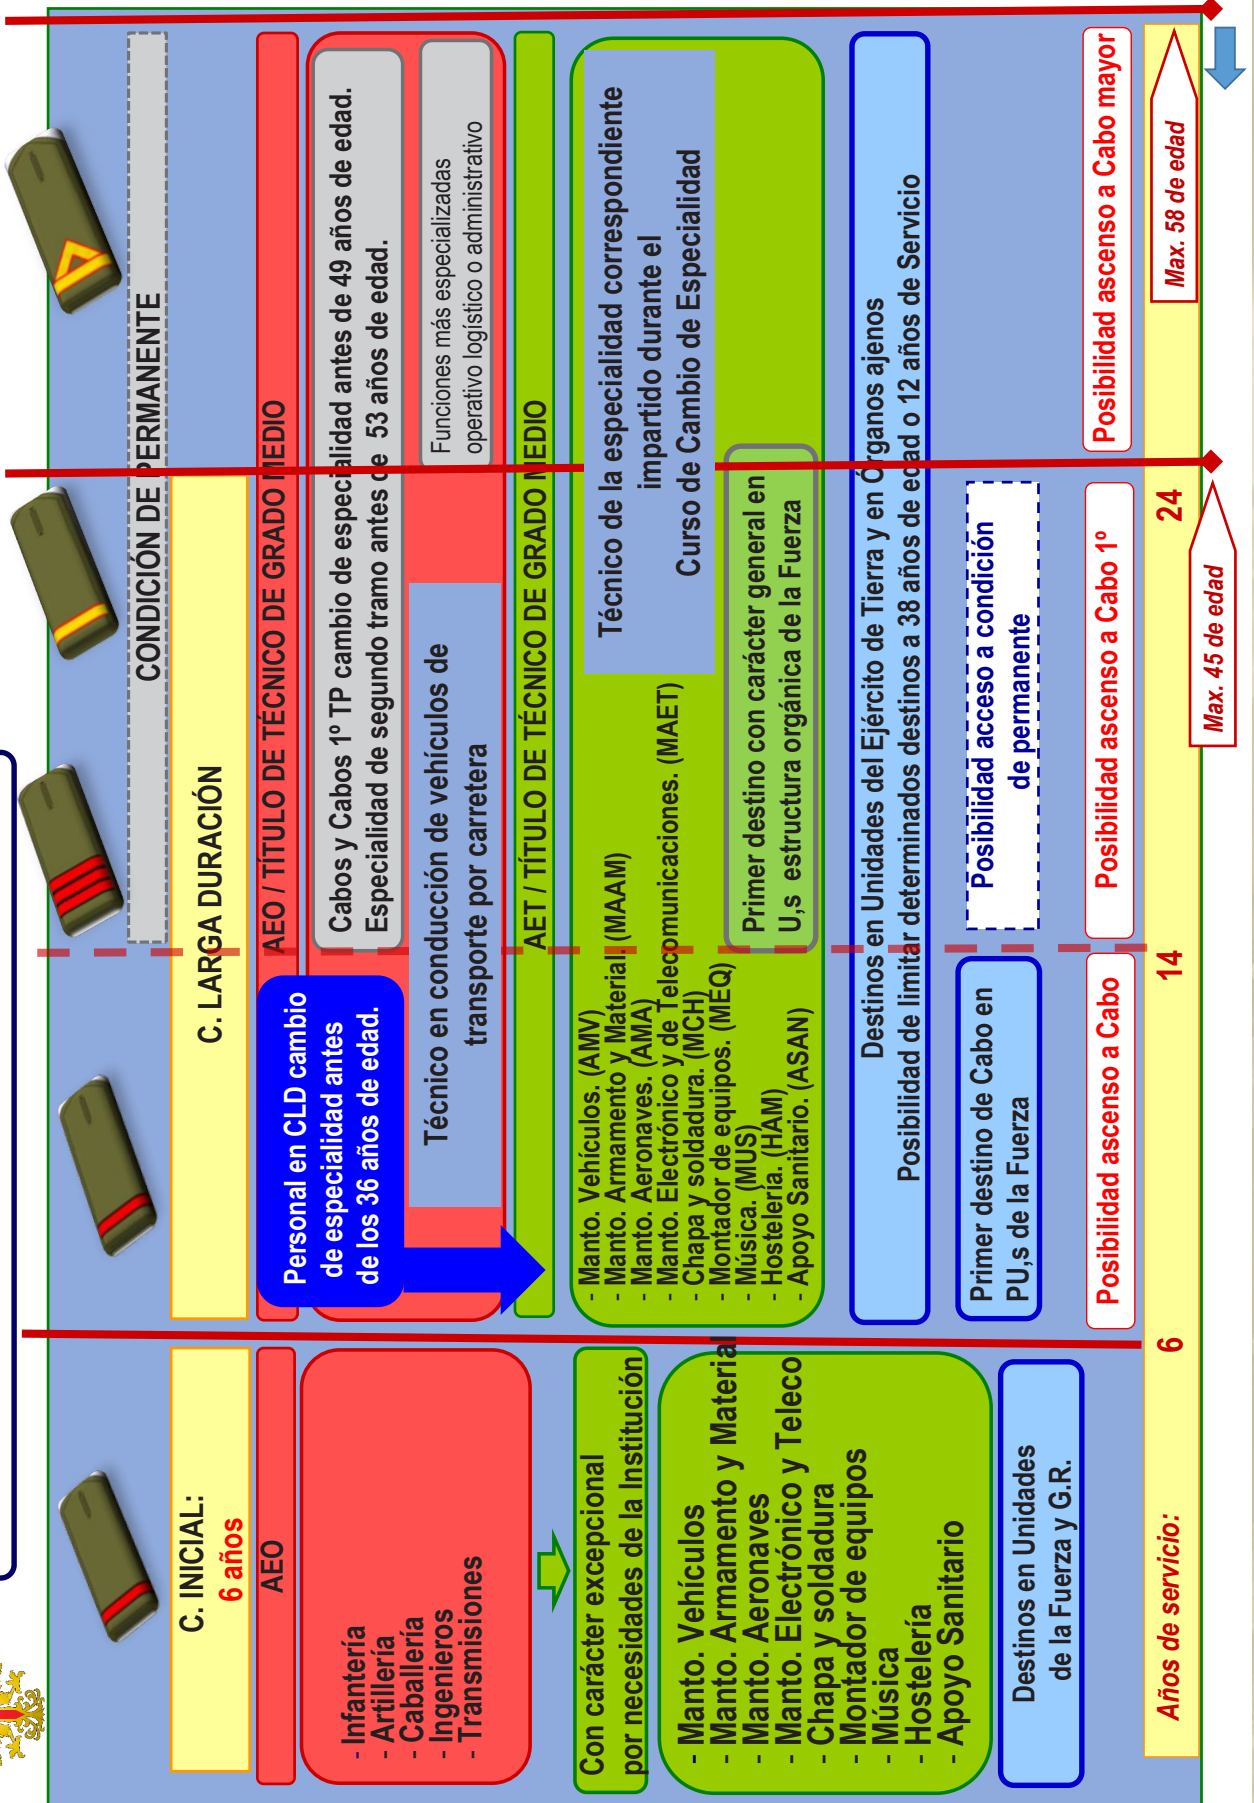 CONDICIÓN DE PERMANENTE
C. INICIAL:
6 años
C. LARGA DURACIÓN
AEO
AEO / TÍTULO DE TÉCNICO DE GRADO MEDIO
- Infantería
- Artillería
- Caballería
- Ingenieros
- Transmisiones
Personal en CLD cambio
de especialidad antes
de los 36 años de edad.
Cabos y Cabos 1º TP cambio de especialidad antes de 49 años de edad.
Especialidad de segundo tramo antes de 53 años de edad.
Técnico en conducción de vehículos de
transporte por carretera
Funciones más especializadas
operativo logístico o administrativo
AET / TÍTULO DE TÉCNICO DE GRADO MEDIO
Con carácter excepcional
por necesidades de la Institución
- Manto. Vehículos
- Manto. Armamento y Material
- Manto. Aeronaves
- Manto. Electrónico y Teleco
- Chapa y soldadura
- Montador de equipos
- Música
- Hostelería
- Apoyo Sanitario
- Manto. Vehículos. (AMV)
- Manto. Armamento y Material. (MAAM)
- Manto. Aeronaves. (AMA)
- Manto. Electrónico y de Telecomunicaciones. (MAET)
- Chapa y soldadura. (MCH)
- Montador de equipos. (MEQ)
- Música. (MUS)
- Hostelería. (HAM)
- Apoyo Sanitario. (ASAN)
Técnico de la especialidad correspondiente
impartido durante el
Curso de Cambio de Especialidad
Primer destino con carácter general en
U,s estructura orgánica de la Fuerza
Destinos en Unidades del Ejército de Tierra y en Órganos ajenos
Posibilidad de limitar determinados destinos a 38 años de edad o 12 años de Servicio
Destinos en Unidades
de la Fuerza y G.R.
Primer destino de Cabo en
PU,s de la Fuerza
Posibilidad acceso a condición
de permanente
Posibilidad ascenso a Cabo
Posibilidad ascenso a Cabo 1º
Posibilidad ascenso a Cabo mayor
Años de servicio:
6
14
24
Max. 58 de edad
Max. 45 de edad